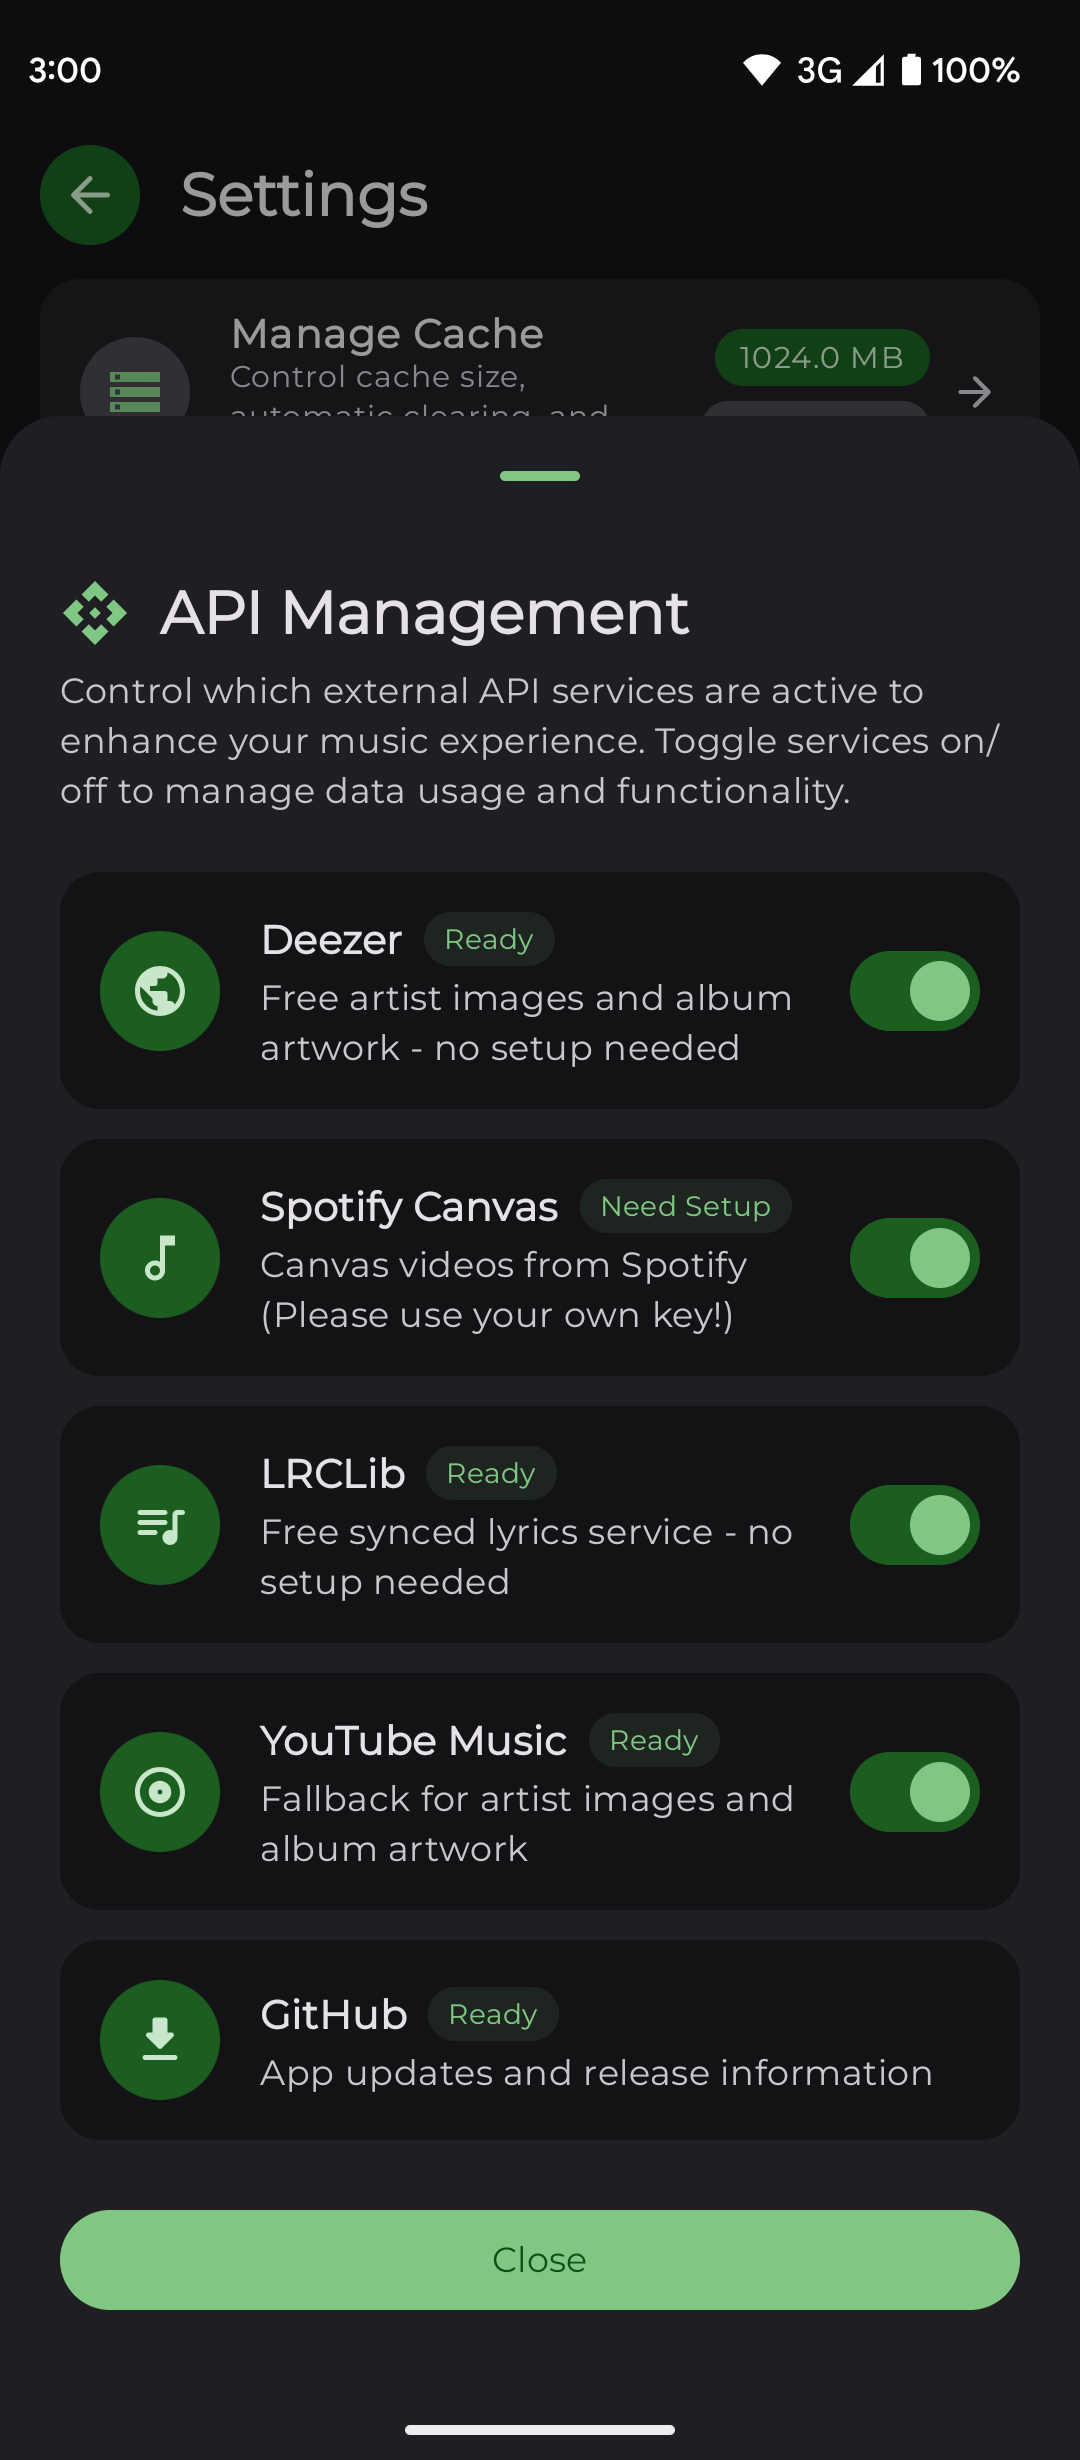 3:00
3G
100%
Settings
Manage Cache
1024.0 MB
Control cache size,
automatic clearing, and
API Management
Control which external API services are active to
enhance your music experience. Toggle services on/
off to manage data usage and functionality.
Deezer
Ready
Free artist images and album
artwork - no setup needed
Spotify Canvas
Need Setup
Canvas videos from Spotify
(Please use your own key!)
LRCLib
Ready
Free synced lyrics service - no
setup needed
YouTube Music
Ready
Fallback for artist images and
album artwork
GitHub
Ready
App updates and release information
Close